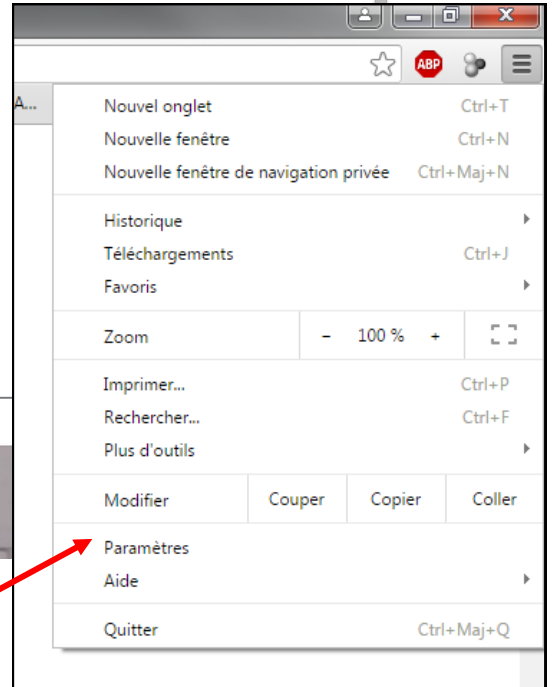 ABP
A...
Nouvel onglet Ctrl+T
Nouvelle fenêtre Ctrl+N
Nouvelle fenêtre de navigation privée Ctrl+Maj+N
Historique
Téléchargements Ctrl+J
Favoris
Zoom - 100 % +
Imprimer... Ctrl+P
Rechercher... Ctrl+F
Plus d'outils
Modifier Couper Copier Coller
Paramètres
Aide
Quitter Ctrl+Maj+Q